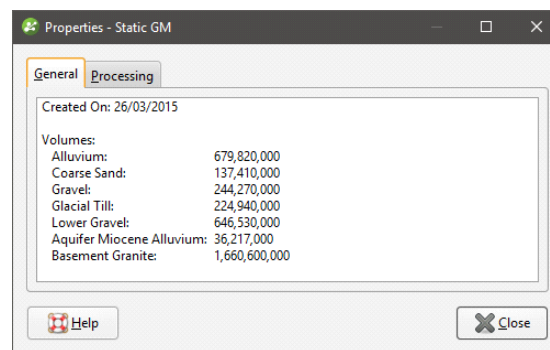 Properties - Static GM
General Processing
Created On: 26/03/2015
Volumes:
Alluvium: 679,820,000
Coarse Sand: 137,410,000
Gravel: 244,270,000
Glacial Till: 224,940,000
Lower Gravel: 646,530,000
Aquifer Miocene Alluvium: 36,217,000
Basement Granite: 1,660,600,000
Help Close